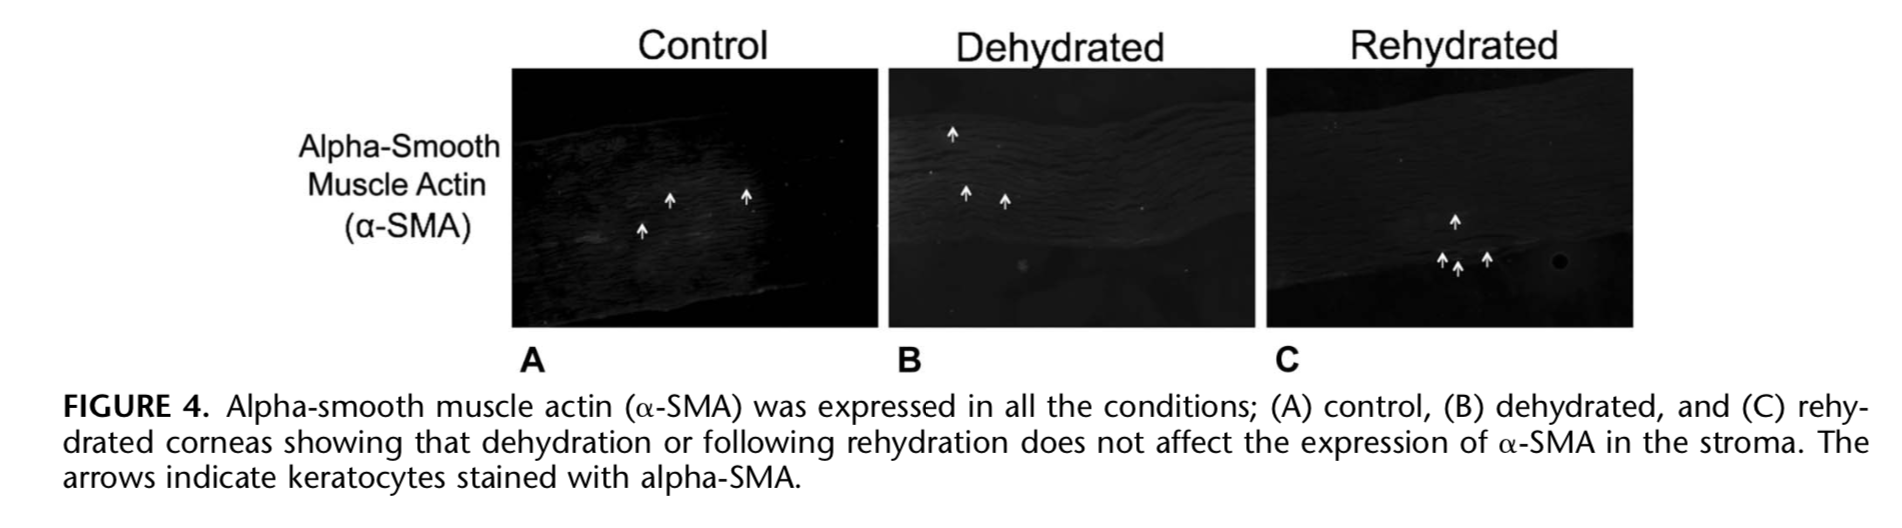 Control
Dehydrated
Rehydrated
Alpha-Smooth
Muscle Actin
(α-SMA)
A
B
C
FIGURE 4. Alpha-smooth muscle actin (α-SMA) was expressed in all the conditions; (A) control, (B) dehydrated, and (C) rehy-
drated corneas showing that dehydration or following rehydration does not affect the expression of α-SMA in the stroma. The
arrows indicate keratocytes stained with alpha-SMA.